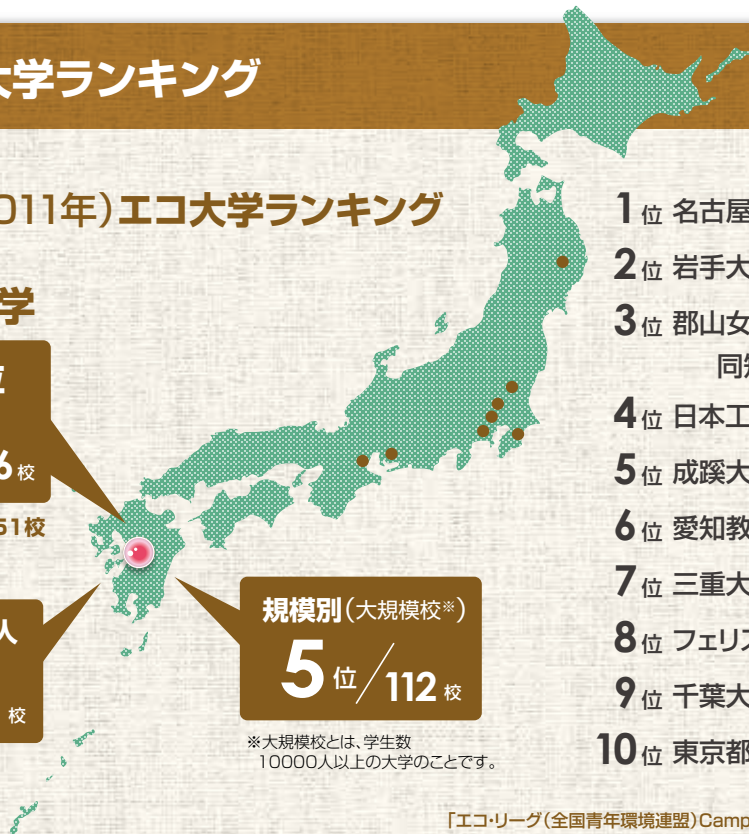 大学ランキング
011年）エコ大学ランキング
学
位
6校
51校
人
校
規模別（大規模校※）
5位／112校
※大規模校とは、学生数
10000人以上の大学のことです。
1位 名古屋
2位 岩手大
3位 郡山女
同短
4位 日本工
5位 成蹊大
6位 愛知教
7位 三重大
8位 フェリス
9位 千葉大
10位 東京都
「エコ・リーグ（全国青年環境連盟）Camp